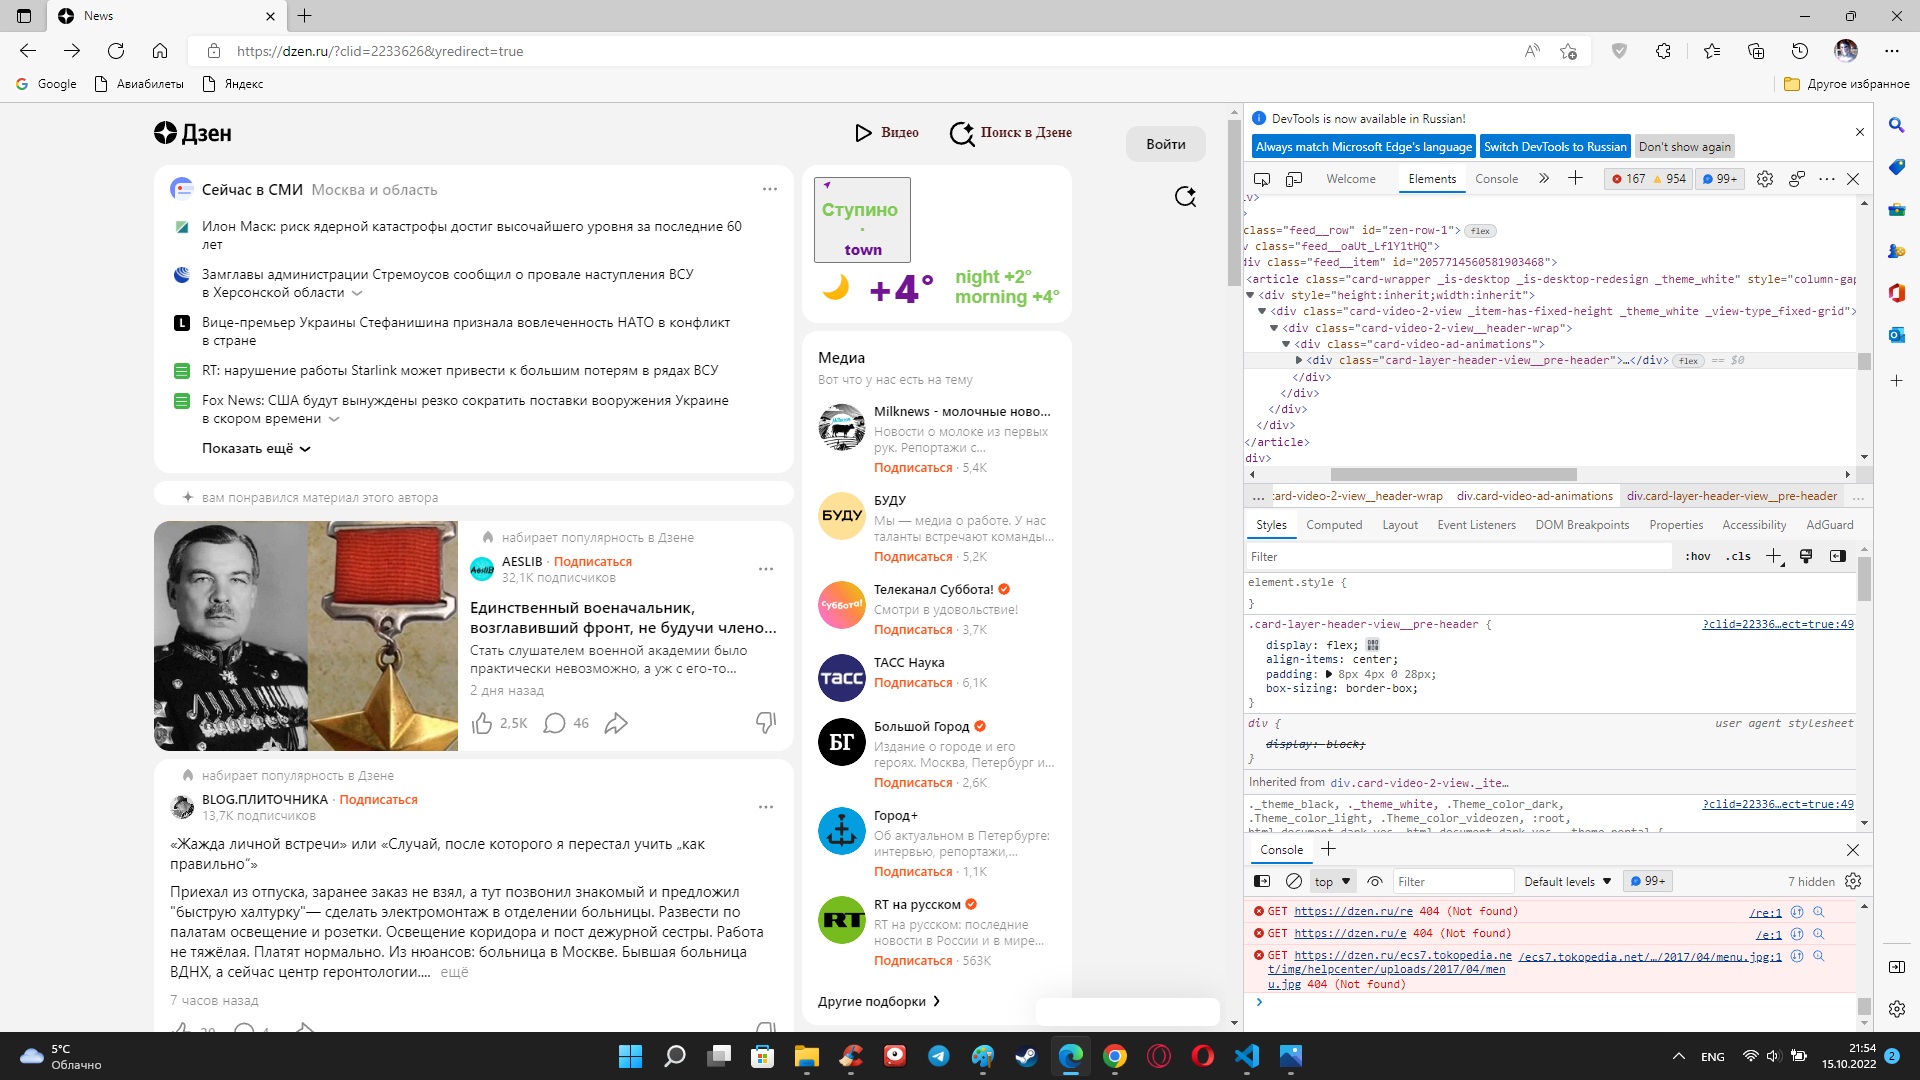 News
https://dzen.ru/?clid=2233626&yredirect=true
Google
Авиабилеты
Яндекс
Другое избранное
Дзен
Видео
Поиск в Дзене
Войти
Сейчас в СМИ Москва и область
Илон Маск: риск ядерной катастрофы достиг высочайшего уровня за последние 60
лет
Замглавы администрации Стремоусов сообщил о провале наступления ВСУ
в Херсонской области
L
Вице-премьер Украины Стефанишина признала вовлеченность НАТО в конфликт
в стране
RT: нарушение работы Starlink может привести к большим потерям в рядах ВСУ
Fox News: США будут вынуждены резко сократить поставки вооружения Украине
в скором времени
Показать ещё
вам понравился материал этого автора
набирает популярность в Дзене
AESLIB · Подписаться
32,1K подписчиков
Единственный военачальник,
возглавивший фронт, не будучи члено...
Стать слушателем военной академии было
практически невозможно, а уж с его-то...
2 дня назад
2,5K
46
набирает популярность в Дзене
BLOG.ПЛИТОЧНИКА · Подписаться
13,7K подписчиков
«Жажда личной встречи» или «Случай, после которого я перестал учить „как
правильно“»
Приехал из отпуска, заранее заказ не взял, а тут позвонил знакомый и предложил
"быструю халтурку"— сделать электромонтаж в отделении больницы. Развести по
палатам освещение и розетки. Освещение коридора и пост дежурной сестры. Работа
не тяжёлая. Платят нормально. Из нюансов: больница в Москве. Бывшая больница
ВДНХ, а сейчас центр геронтологии.... ещё
7 часов назад
Ступино
·
town
+4°
night +2°
morning +4°
Медиа
Вот что у нас есть на тему
Milknews - молочные ново...
Новости о молоке из первых
рук. Репортажи с...
Подписаться · 5,4K
БУДУ
БУДУ
Мы — медиа о работе. У нас
таланты встречают команды...
Подписаться · 5,2K
Суббота!
Телеканал Суббота!
Смотри в удовольствие!
Подписаться · 3,7K
ТАСС
ТАСС Наука
Подписаться · 6,1K
БГ
Большой Город
Издание о городе и его
героях. Москва, Петербург и...
Подписаться · 2,6K
Город+
Об актуальном в Петербурге:
интервью, репортажи,...
Подписаться · 1,1K
RT
RT на русском
RT на русском: последние
новости в России и в мире...
Подписаться · 563K
Другие подборки
DevTools is now available in Russian!
Always match Microsoft Edge's language
Switch DevTools to Russian
Don't show again
Welcome
Elements
Console
167
954
99+
iv>
>
class="feed__row" id="zen-row-1"> flex
v class="feed__oaUt_Lf1Y1tHQ">
div class="feed__item" id="2057714560581903468">
<article class="card-wrapper _is-desktop _is-desktop-redesign _theme_white" style="column-gap
<div style="height:inherit;width:inherit">
<div class="card-video-2-view _item-has-fixed-height _theme_white _view-type_fixed-grid">
<div class="card-video-2-view__header-wrap">
<div class="card-video-ad-animations">
<div class="card-layer-header-view__pre-header">…</div> flex == $0
</div>
</div>
</div>
</div>
</article>
div>
... card-video-2-view__header-wrap div.card-video-ad-animations div.card-layer-header-view__pre-header ...
Styles
Computed
Layout
Event Listeners
DOM Breakpoints
Properties
Accessibility
AdGuard
Filter
:hov
.cls
element.style {
}
.card-layer-header-view__pre-header {
?clid=22336…ect=true:49
display: flex;
align-items: center;
padding: 8px 4px 0 28px;
box-sizing: border-box;
}
div {
user agent stylesheet
display: block;
}
Inherited from div.card-video-2-view._ite…
._theme_black, ._theme_white, .Theme_color_dark,
?clid=22336…ect=true:49
.Theme_color_light, .Theme_color_videozen, :root,
Console
top
Filter
Default levels
99+
7 hidden
GET https://dzen.ru/re 404 (Not found)
/re:1
GET https://dzen.ru/e 404 (Not found)
/e:1
GET https://dzen.ru/ecs7.tokopedia.ne
/ecs7.tokopedia.net/…/2017/04/menu.jpg:1
t/img/helpcenter/uploads/2017/04/men
u.jpg 404 (Not found)
5°C
Облачно
ENG
21:54
15.10.2022
2